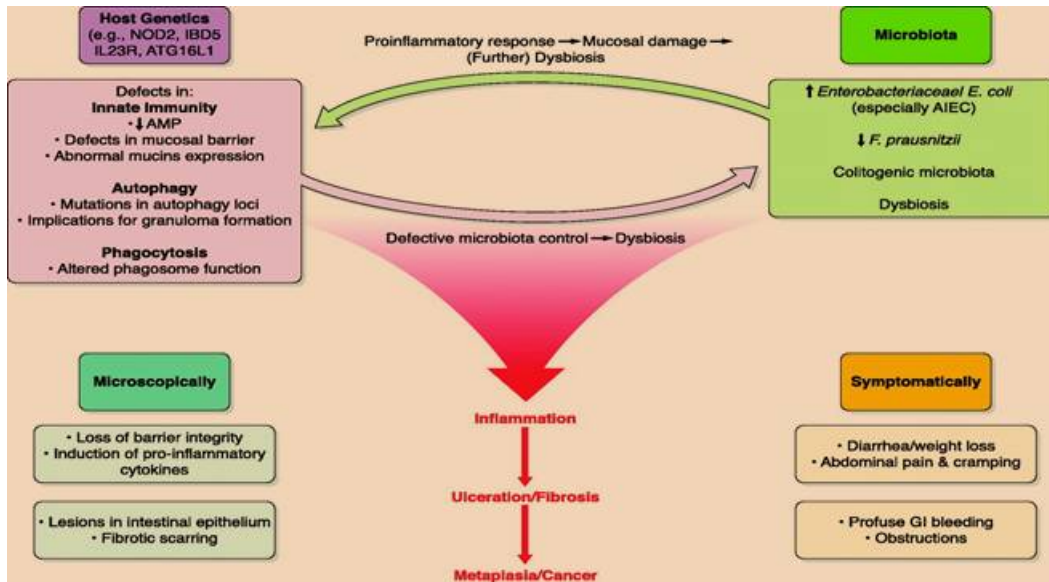 Host Genetics
(e.g., NOD2, IBD5
IL23R, ATG16L1
Defects in:
Innate Immunity
• ↓ AMP
• Defects in mucosal barrier
• Abnormal mucins expression
Autophagy
• Mutations in autophagy loci
• Implications for granuloma formation
Phagocytosis
• Altered phagosome function
Proinflammatory response → Mucosal damage →
(Further) Dysbiosis
Microbiota
↑ Enterobacteriaceael E. coli
(especially AIEC)
↓ F. prausnitzii
Colitogenic microbiota
Dysbiosis
Defective microbiota control → Dysbiosis
Microscopically
• Loss of barrier integrity
• Induction of pro-inflammatory
cytokines
• Lesions in intestinal epithelium
• Fibrotic scarring
Inflammation
Ulceration/Fibrosis
Metaplasia/Cancer
Symptomatically
• Diarrhea/weight loss
• Abdominal pain & cramping
• Profuse GI bleeding
• Obstructions